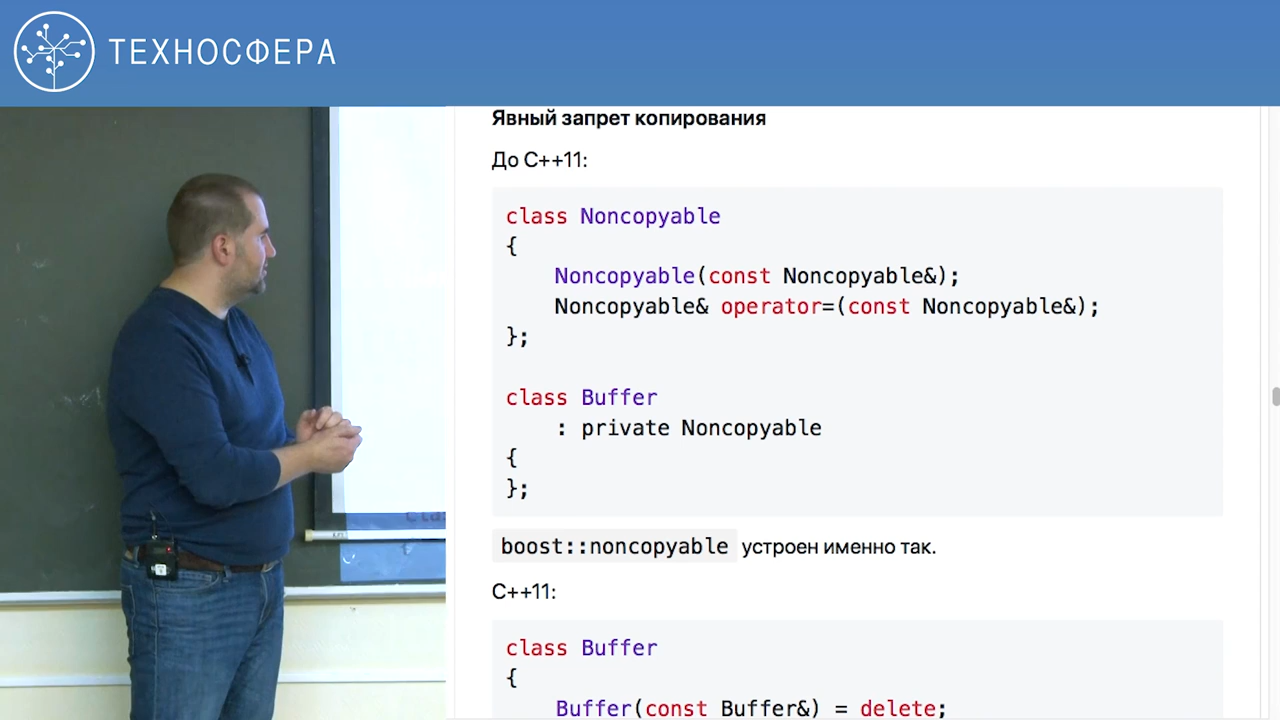 ТЕХНОСФЕРА
Явный запрет копирования
До C++11:
class Noncopyable
{
    Noncopyable(const Noncopyable&);
    Noncopyable& operator=(const Noncopyable&);
};
class Buffer
    : private Noncopyable
{
};
boost::noncopyable устроен именно так.
C++11:
class Buffer
{
    Buffer(const Buffer&) = delete;